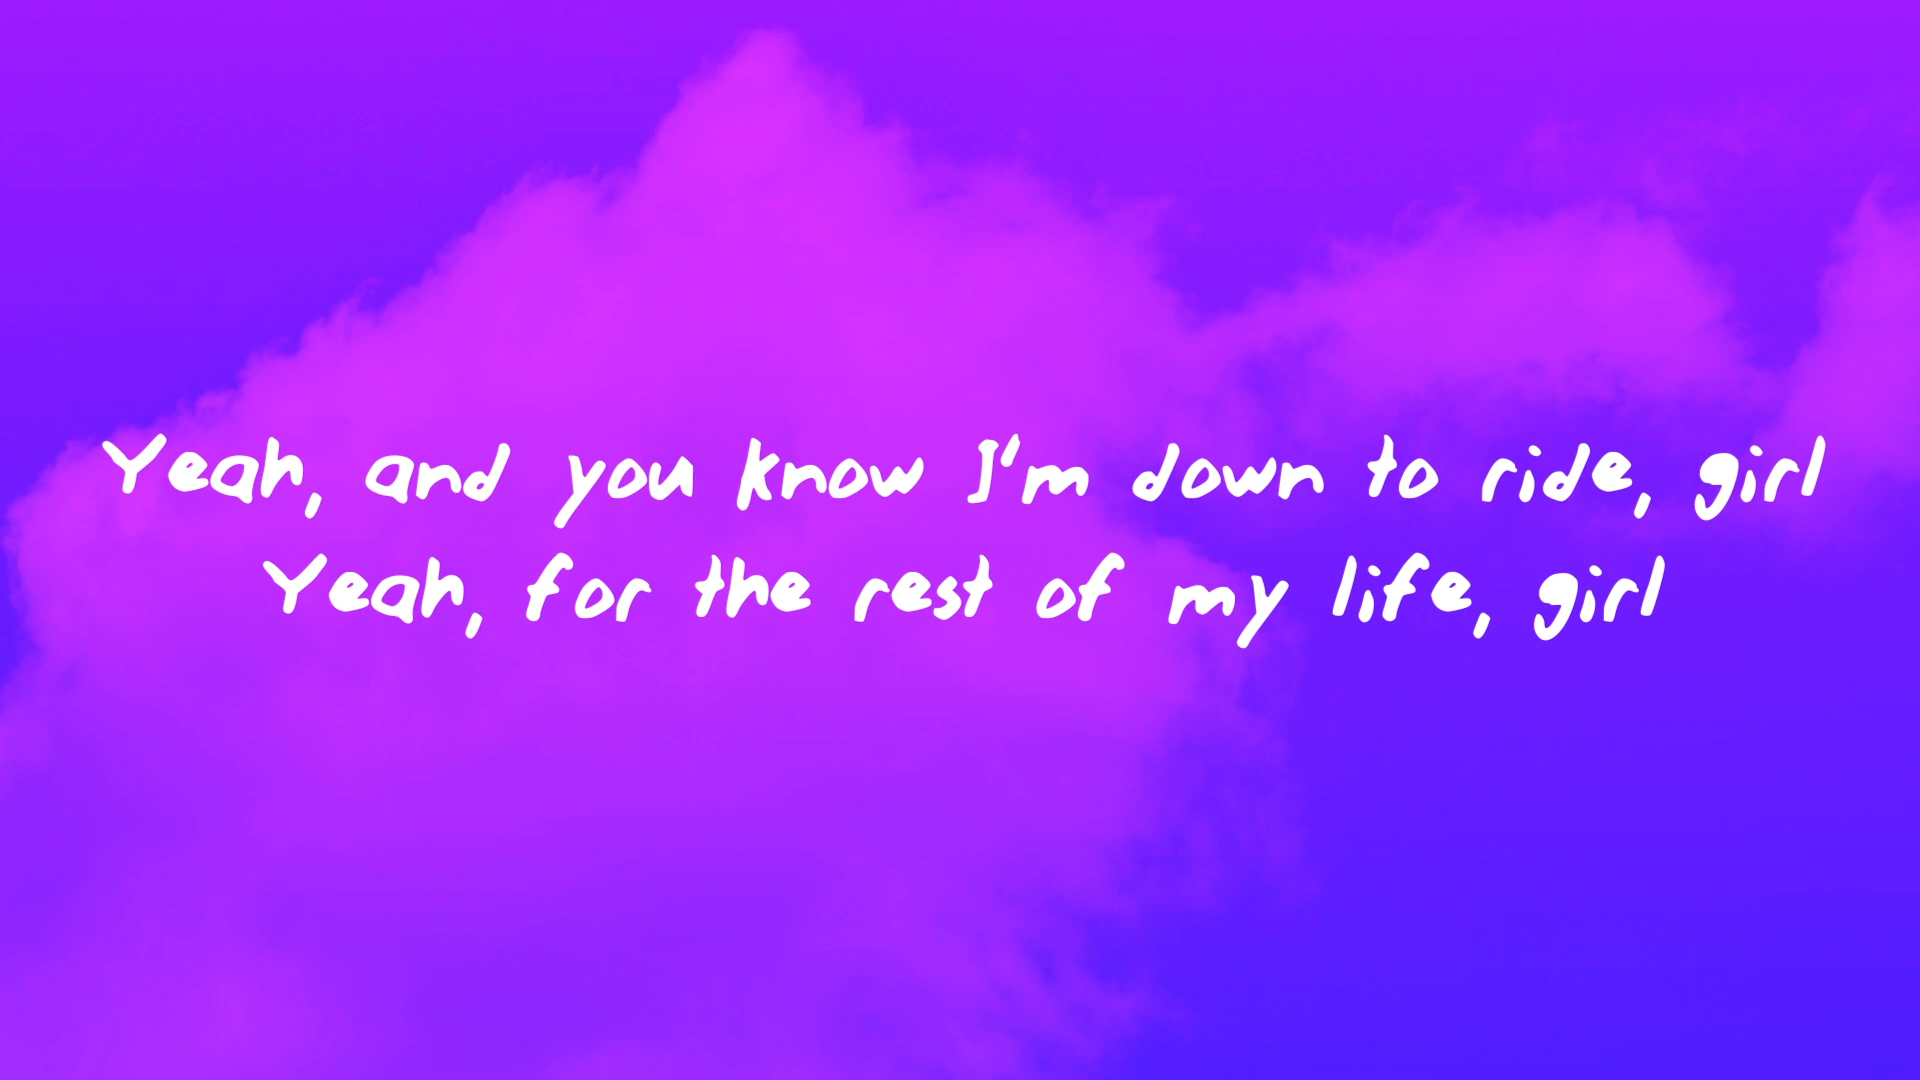 Yeah, and you know I'm down to ride, girl
Yeah, for the rest of my life, girl